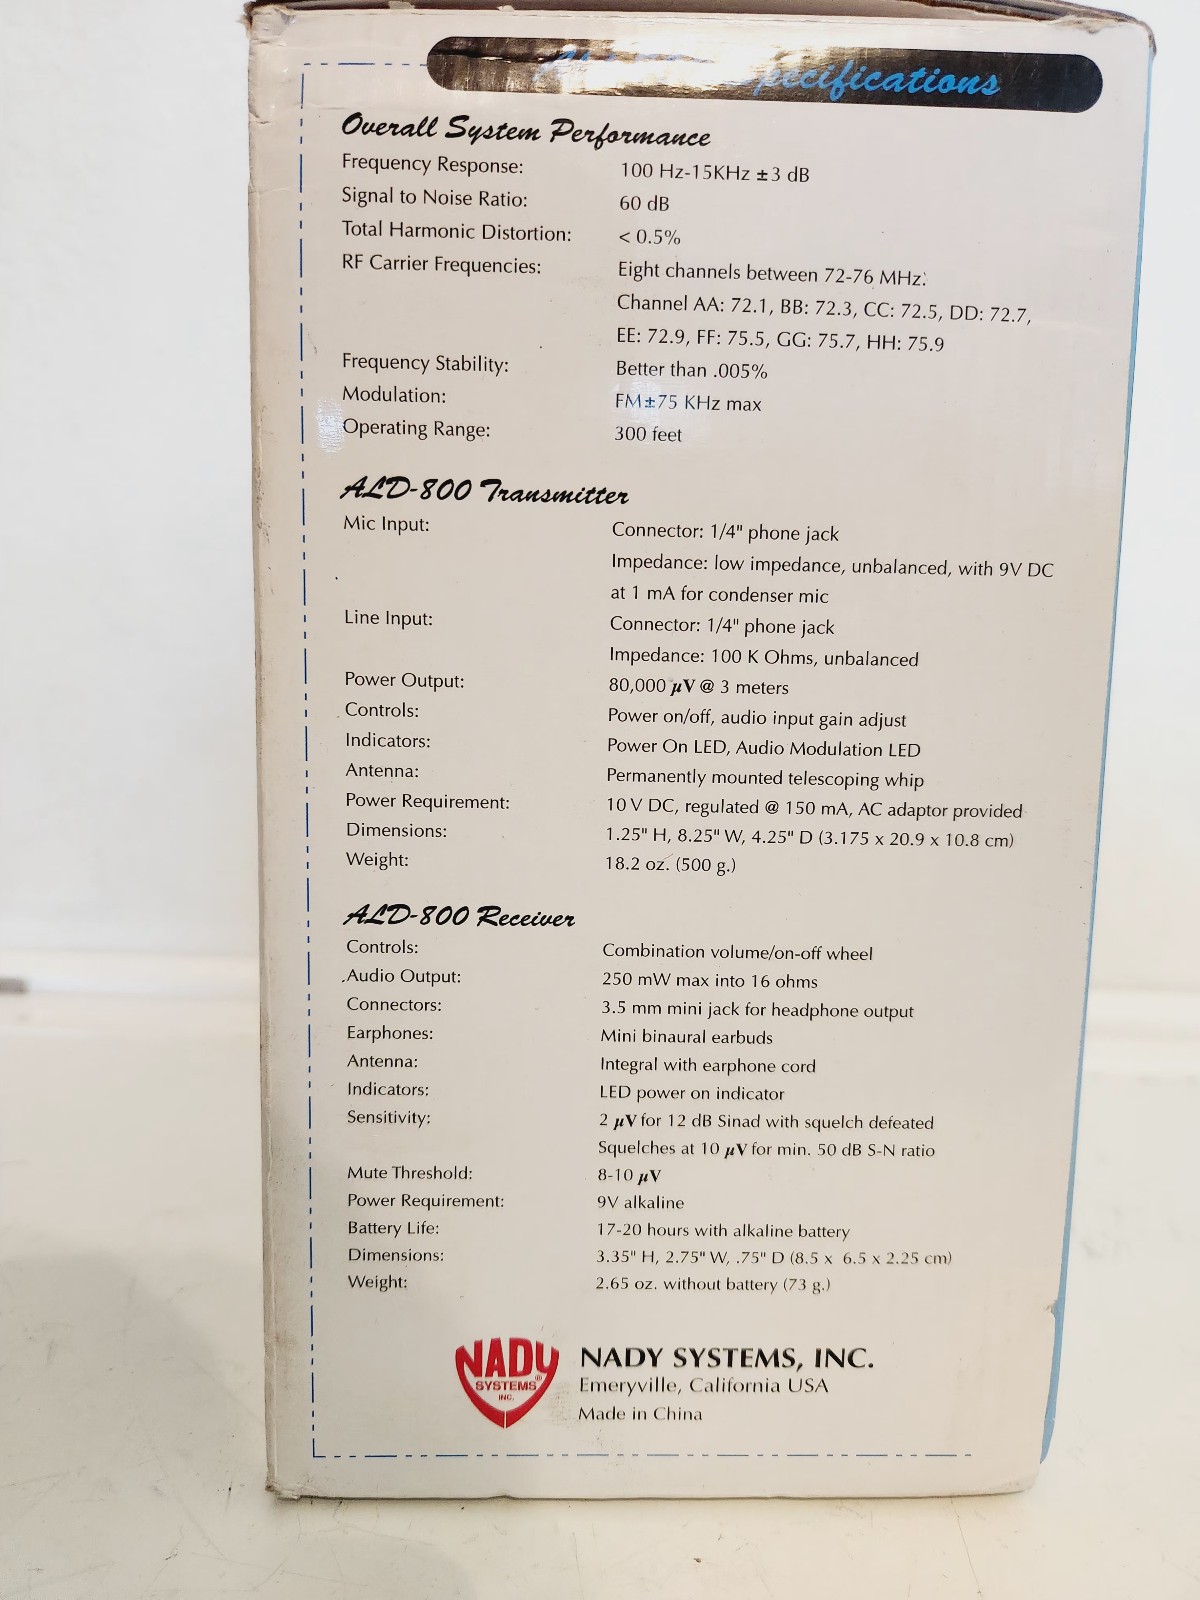 Specifications
Overall System Performance
Frequency Response: 100 Hz-15KHz ±3 dB
Signal to Noise Ratio: 60 dB
Total Harmonic Distortion: < 0.5%
RF Carrier Frequencies: Eight channels between 72-76 MHz:
Channel AA: 72.1, BB: 72.3, CC: 72.5, DD: 72.7,
EE: 72.9, FF: 75.5, GG: 75.7, HH: 75.9
Frequency Stability: Better than .005%
Modulation: FM±75 KHz max
Operating Range: 300 feet
ALD-800 Transmitter
Mic Input: Connector: 1/4" phone jack
Impedance: low impedance, unbalanced, with 9V DC
at 1 mA for condenser mic
Line Input: Connector: 1/4" phone jack
Impedance: 100 K Ohms, unbalanced
Power Output: 80,000 µV @ 3 meters
Controls: Power on/off, audio input gain adjust
Indicators: Power On LED, Audio Modulation LED
Antenna: Permanently mounted telescoping whip
Power Requirement: 10V DC, regulated @ 150 mA, AC adaptor provided
Dimensions: 1.25" H, 8.25" W, 4.25" D (3.175 x 20.9 x 10.8 cm)
Weight: 18.2 oz. (500 g.)
ALD-800 Receiver
Controls: Combination volume/on-off wheel
Audio Output: 250 mW max into 16 ohms
Connectors: 3.5 mm mini jack for headphone output
Earphones: Mini binaural earbuds
Antenna: Integral with earphone cord
Indicators: LED power on indicator
Sensitivity: 2 µV for 12 dB Sinad with squelch defeated
Squelches at 10 µV for min. 50 dB S-N ratio
Mute Threshold: 8-10 µV
Power Requirement: 9V alkaline
Battery Life: 17-20 hours with alkaline battery
Dimensions: 3.35" H, 2.75" W, .75" D (8.5 x 6.5 x 2.25 cm)
Weight: 2.65 oz. without battery (73 g.)
NADY
SYSTEMS®
INC.
NADY SYSTEMS, INC.
Emeryville, California USA
Made in China